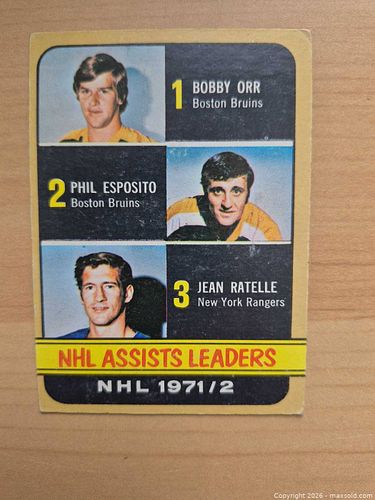 1 BOBBY ORR
Boston Bruins
2 PHIL ESPOSITO
Boston Bruins
3 JEAN RATELLE
New York Rangers
NHL ASSISTS LEADERS
NHL 1971/2
Copyright 2026 - maxsold.com